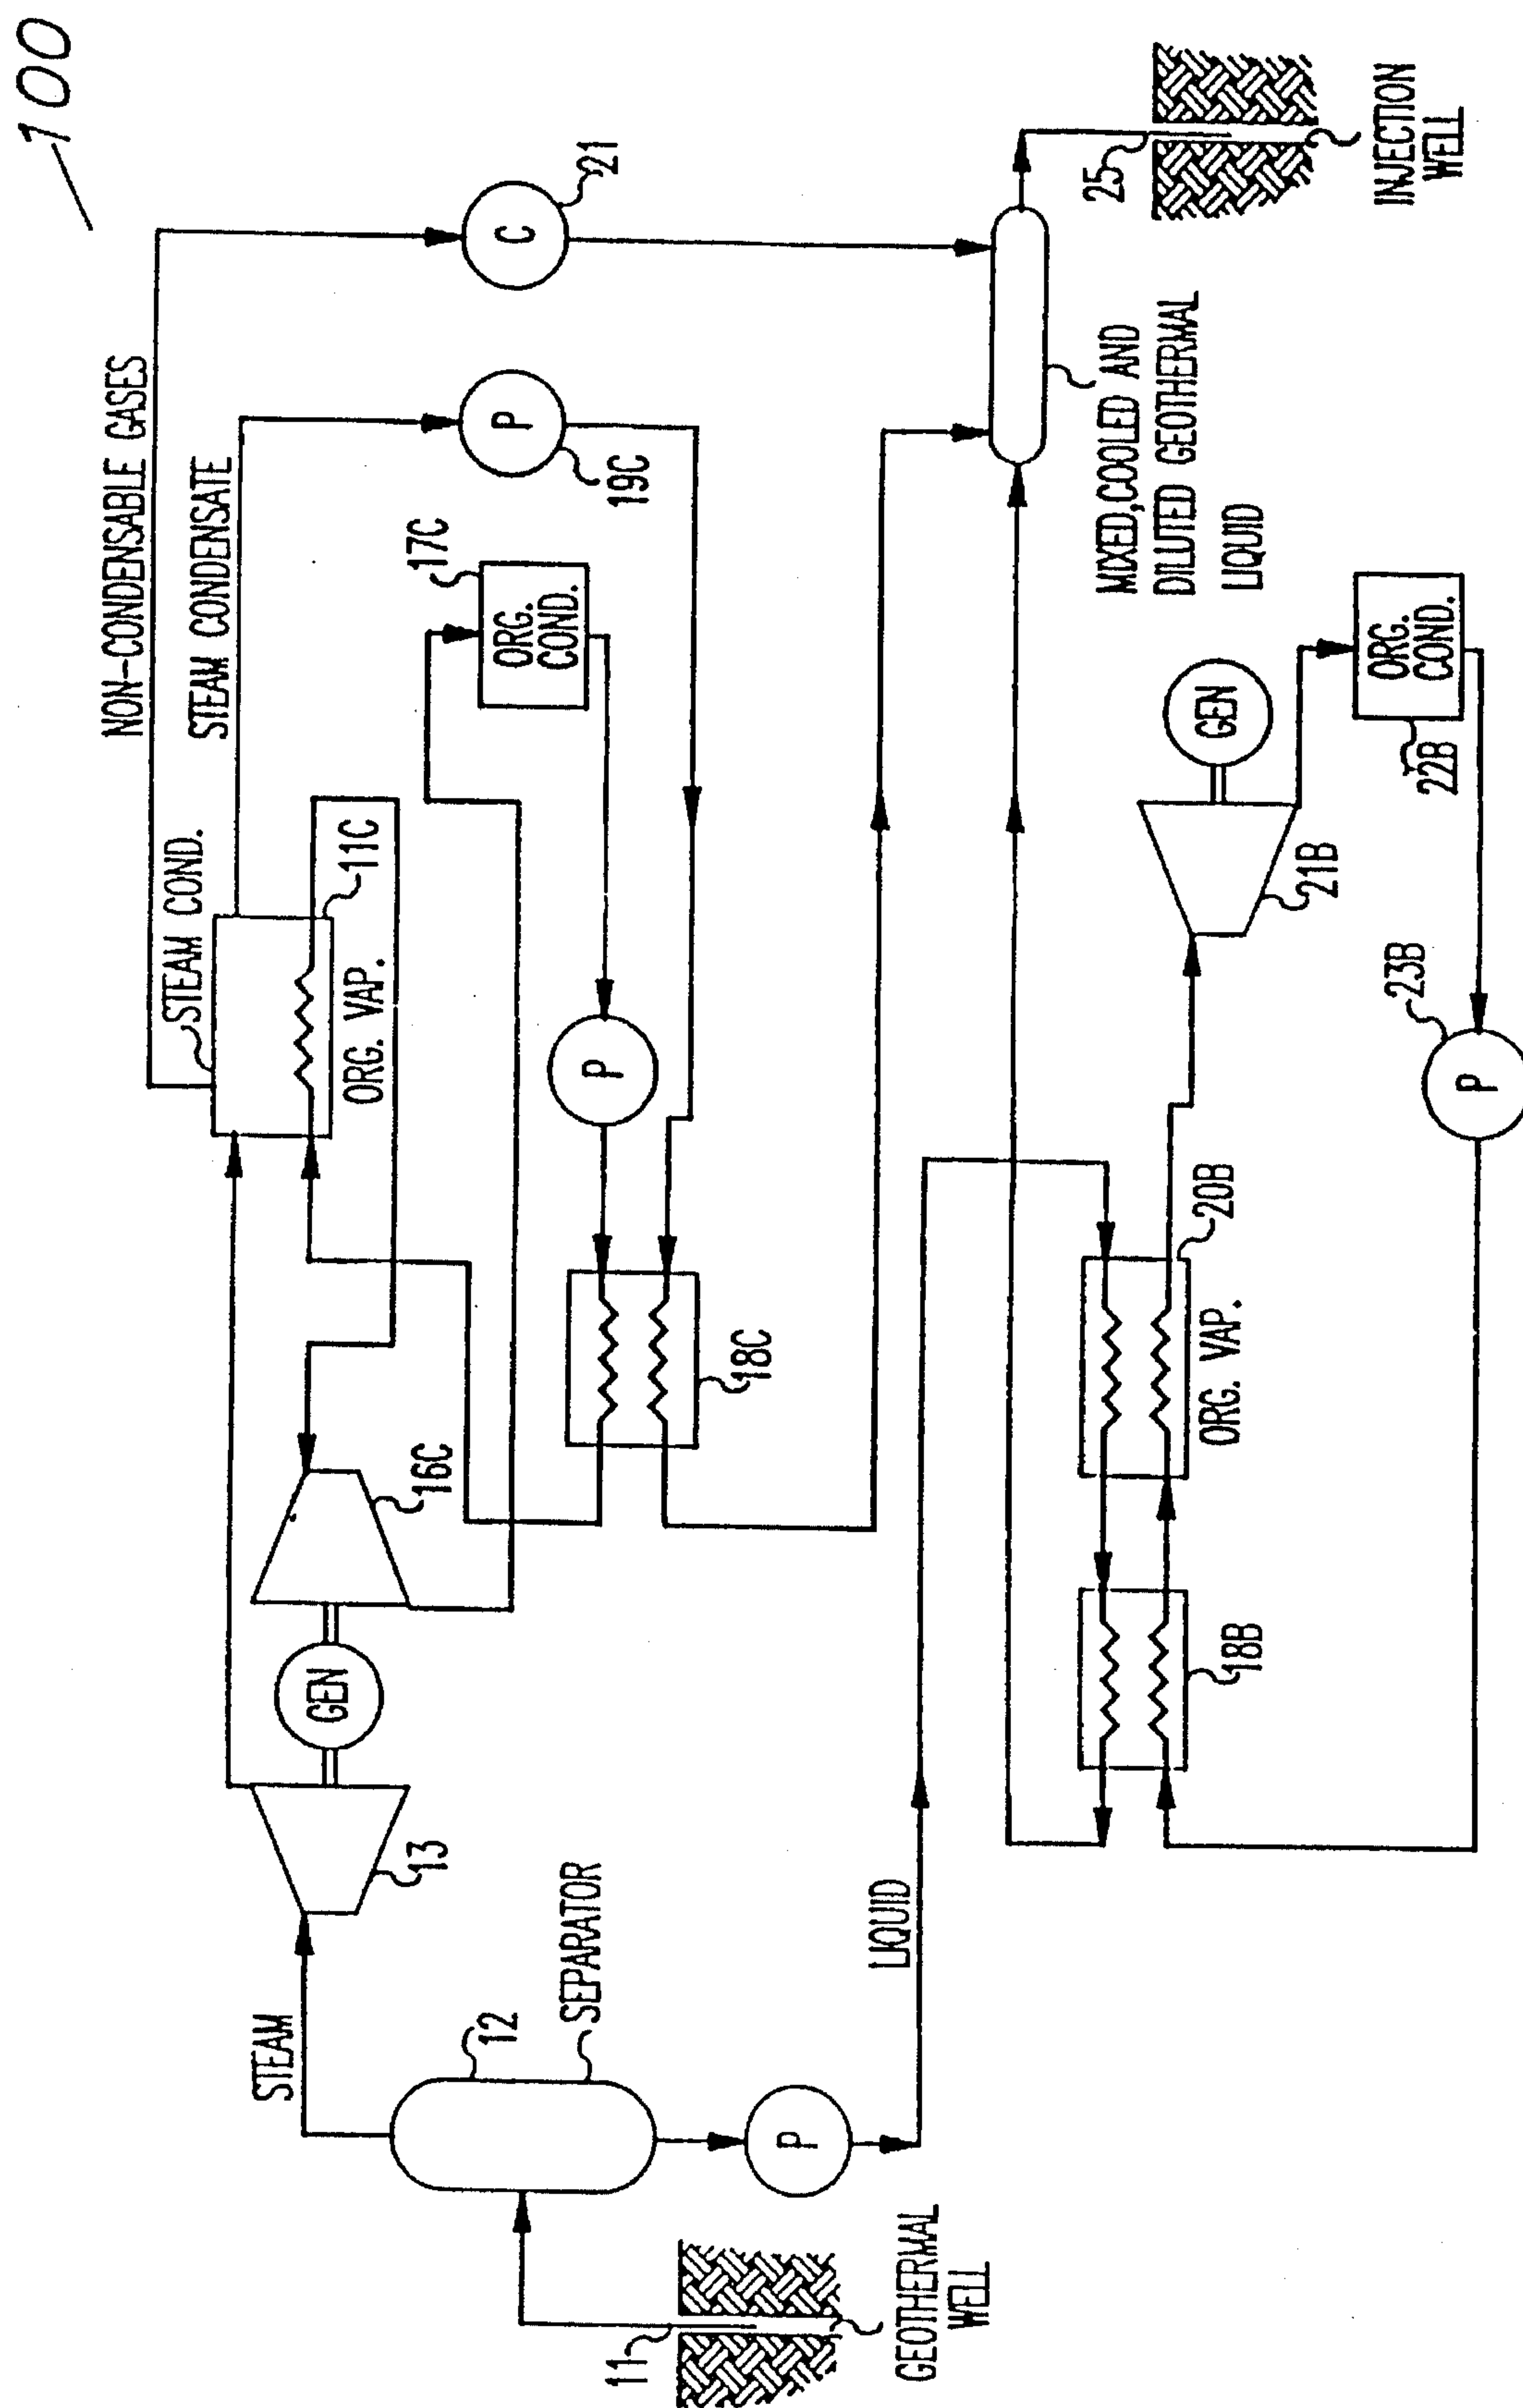 100
NON-CONDENSABLE GASES
STEAM CONDENSATE
STEAM COND.
11C
ORG. VAP.
C
21
P
19C
17C
ORG.
COND.
P
18C
16C
GEN
13
STEAM
12
SEPARATOR
P
LIQUID
11
GEOTHERMAL
WELL
MIXED,COOLED AND
DILUTED GEOTHERMAL
LIQUID
25
INJECTION
WELL
20B
ORG. VAP.
18B
GEN
21B
ORG.
COND.
22B
23B
P